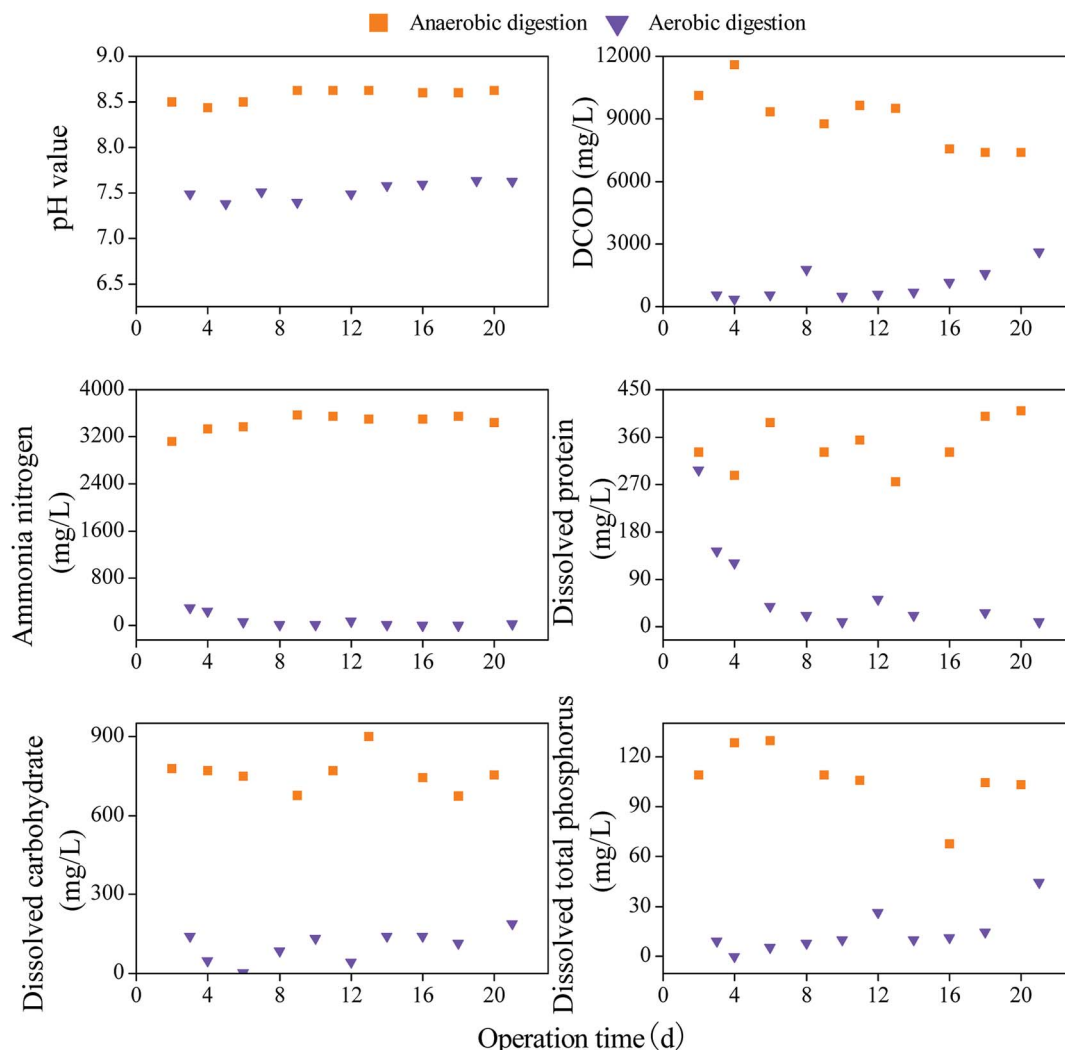 Anaerobic digestion Aerobic digestion
pH value
9.0
8.5
8.0
7.5
7.0
6.5
0 4 8 12 16 20
DCOD (mg/L)
12000
9000
6000
3000
0
0 4 8 12 16 20
Ammonia nitrogen
(mg/L)
4000
3200
2400
1600
800
0
0 4 8 12 16 20
Dissolved protein
(mg/L)
450
360
270
180
90
0
0 4 8 12 16 20
Dissolved carbohydrate
(mg/L)
900
600
300
0
0 4 8 12 16 20
Dissolved total phosphorus
(mg/L)
120
90
60
30
0
0 4 8 12 16 20
Operation time (d)